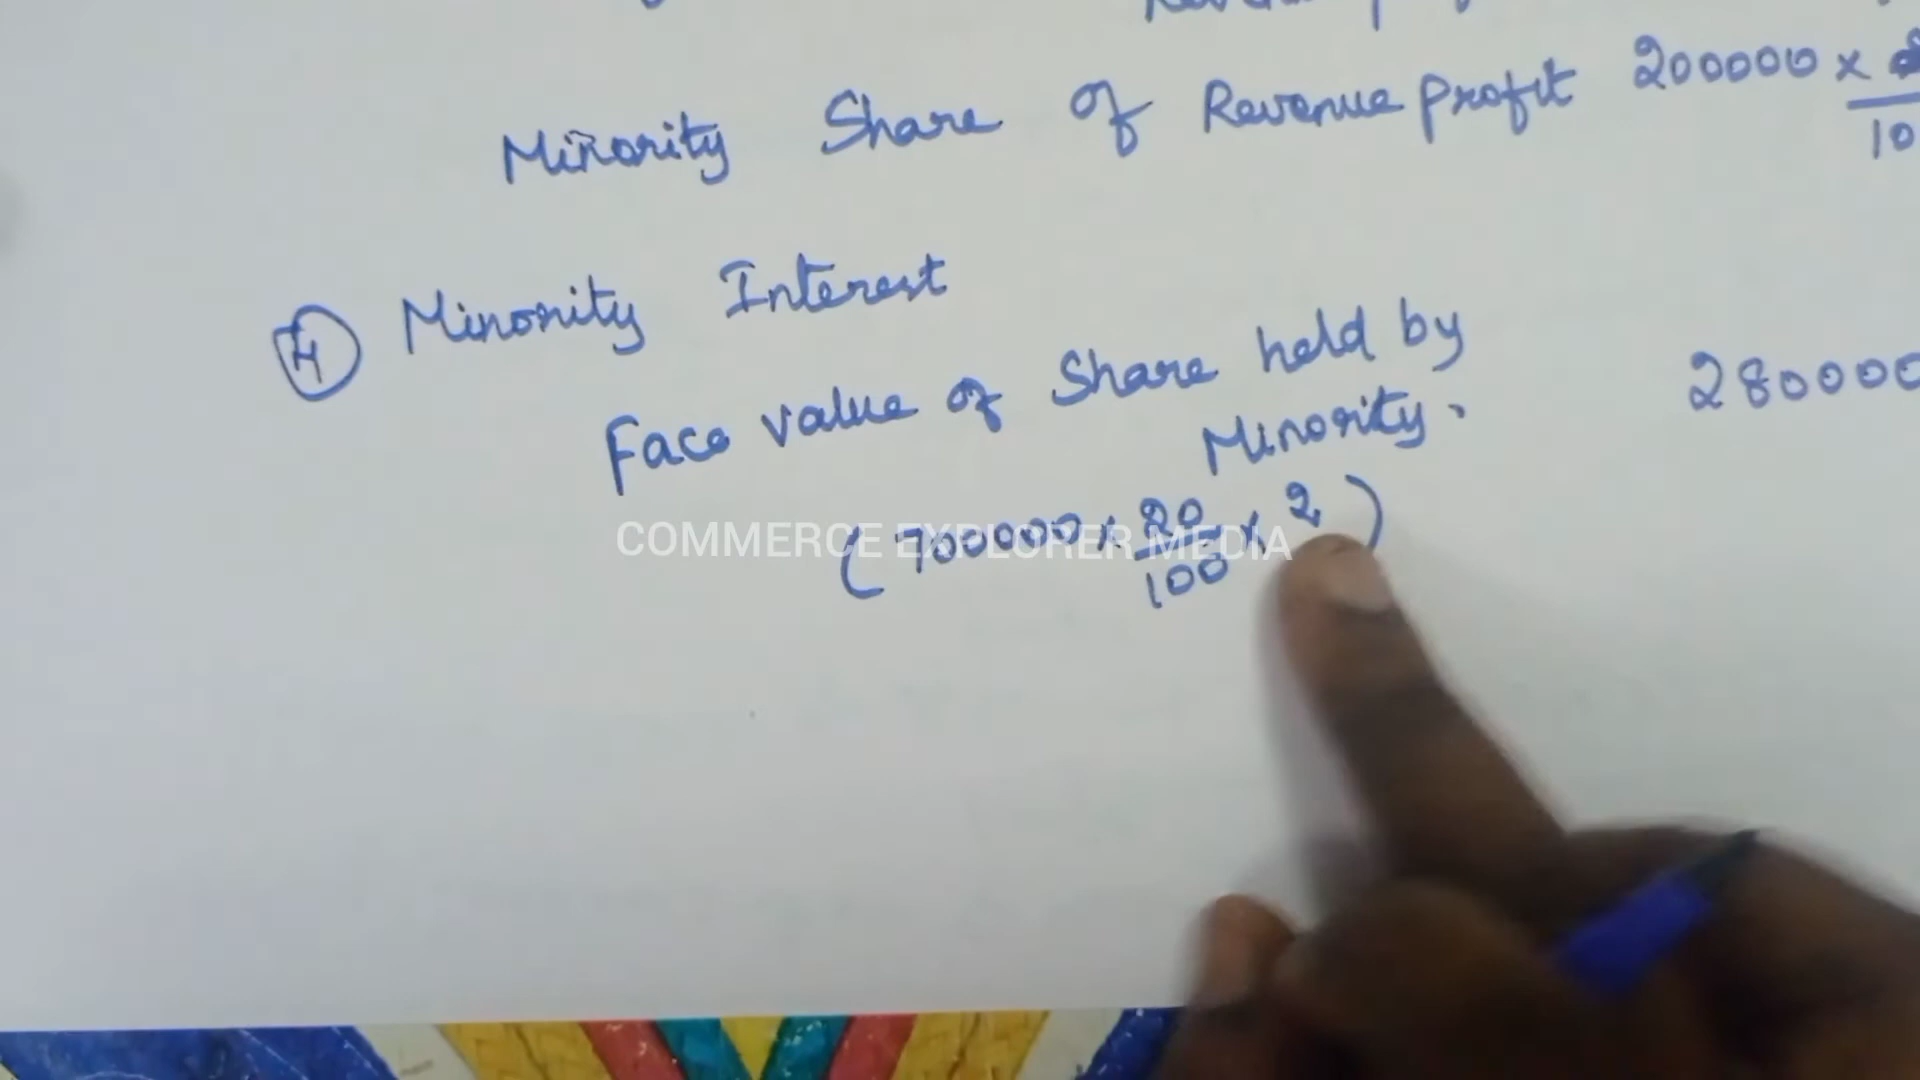 Minority Share of Revenue profit 200000 ×
10
4 Minority Interest
Face value of Share held by
Minority. 280000
(700000 × 20/100 × 2)
COMMERCE EXPLORER MEDIA